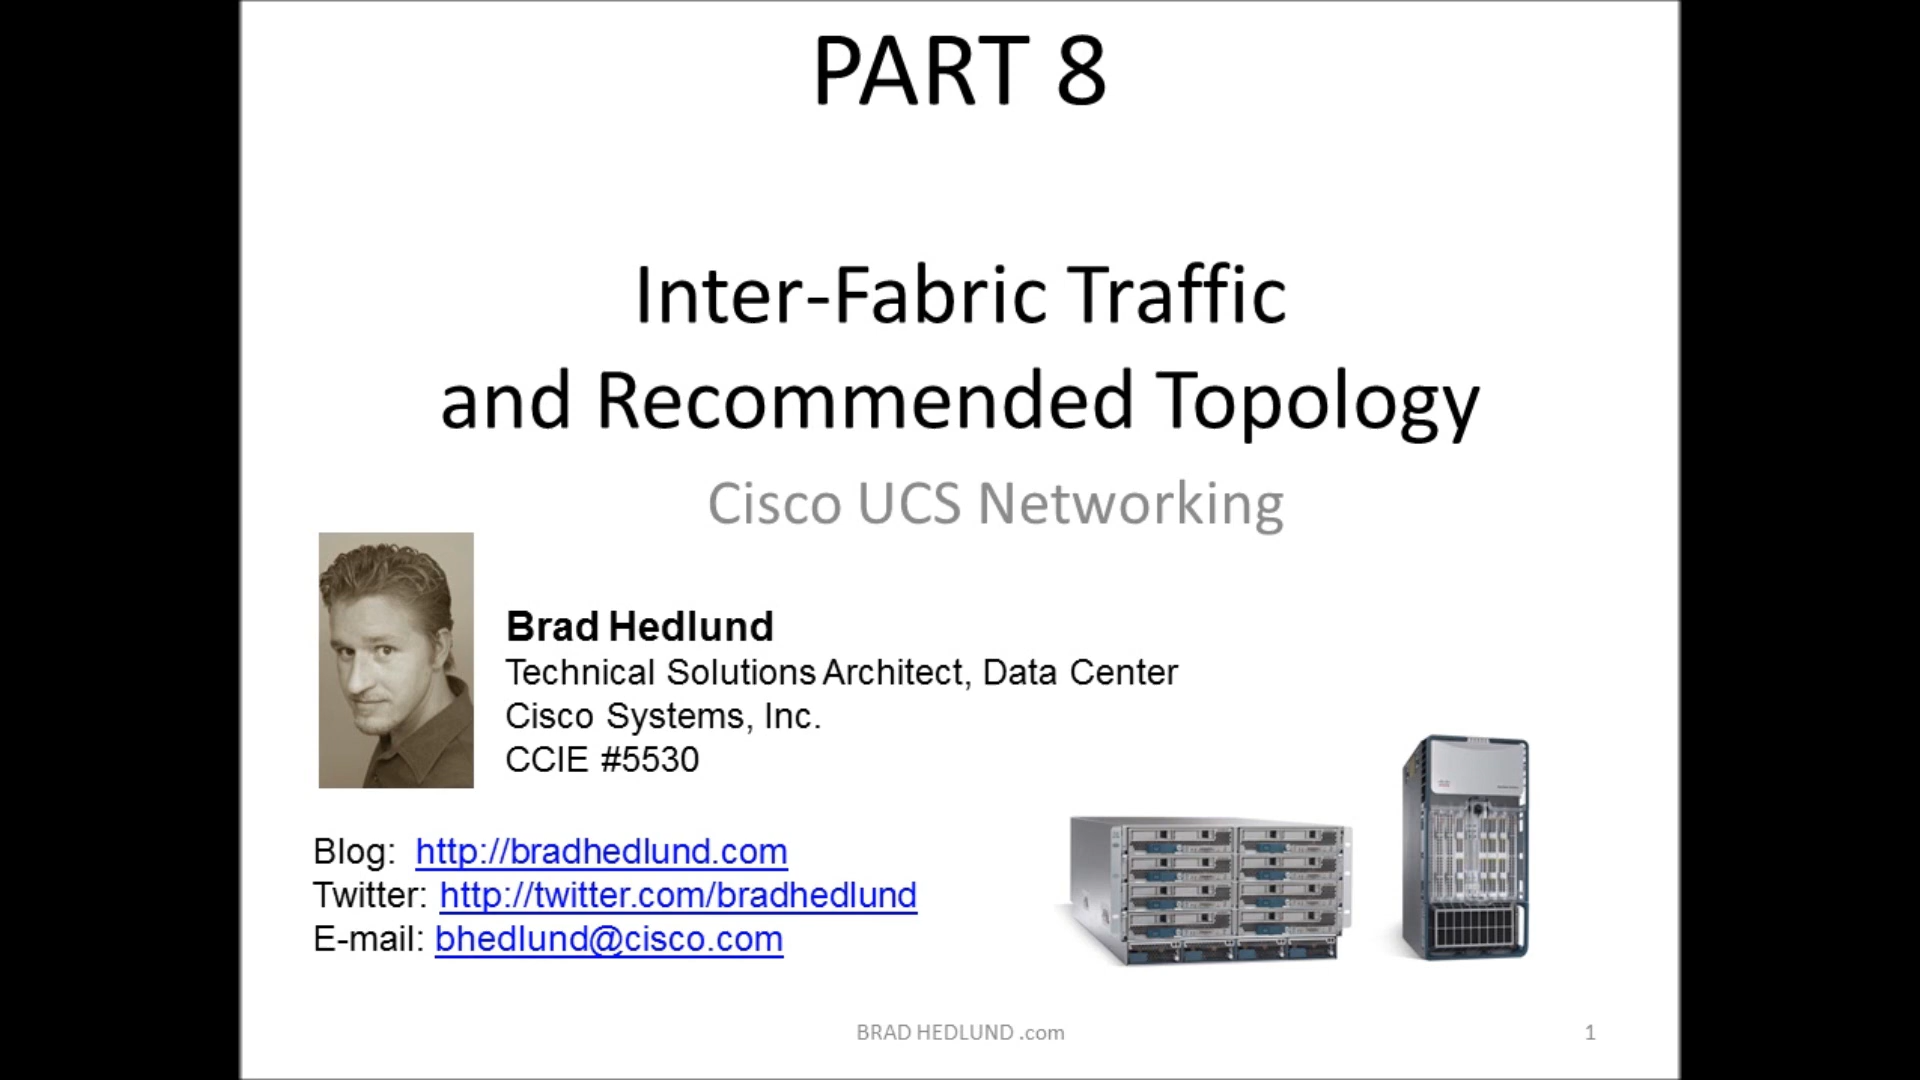 PART 8
Inter-Fabric Traffic
and Recommended Topology
Cisco UCS Networking
Brad Hedlund
Technical Solutions Architect, Data Center
Cisco Systems, Inc.
CCIE #5530
Blog: http://bradhedlund.com
Twitter: http://twitter.com/bradhedlund
E-mail: bhedlund@cisco.com
BRAD HEDLUND .com
1